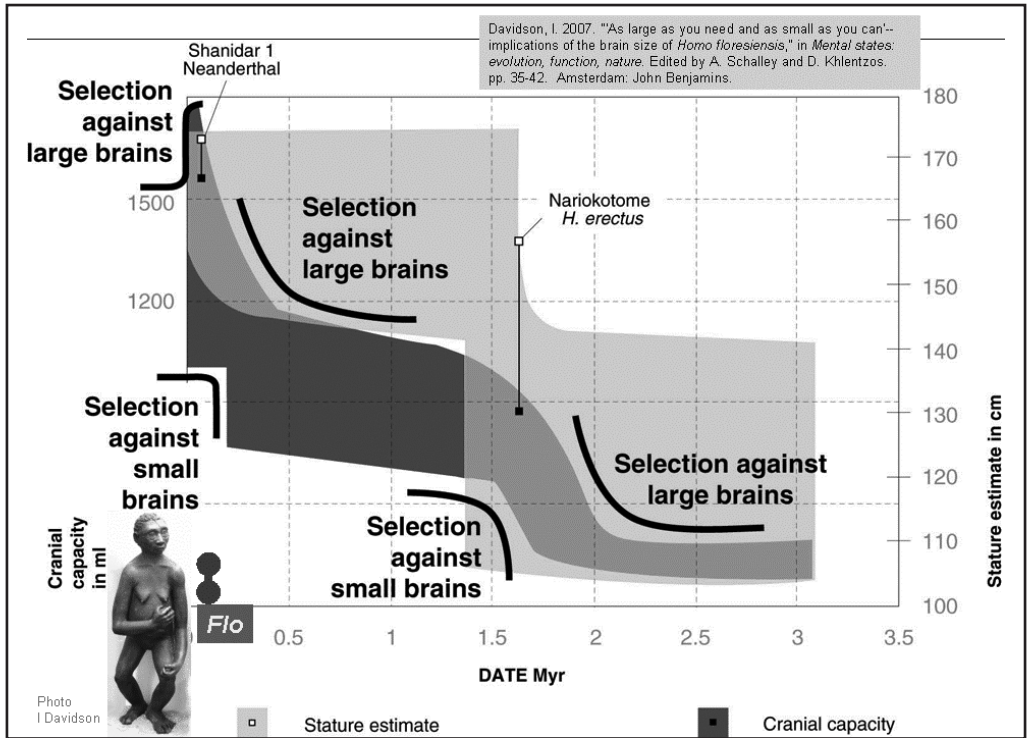 Davidson, I. 2007. "'As large as you need and as small as you can'--
implications of the brain size of Homo floresiensis," in Mental states:
evolution, function, nature. Edited by A. Schalley and D. Khlentzos.
pp. 35-42. Amsterdam: John Benjamins.
Shanidar 1
Neanderthal
Selection
against
large brains
1500
1200
Selection
against
large brains
Nariokotome
H. erectus
180
170
160
150
140
130
120
110
100
Stature estimate in cm
Selection
against
small
brains
Selection
against
small brains
Selection against
large brains
Cranial
capacity
in ml
Flo
0.5
1
1.5
2
2.5
3
3.5
DATE Myr
Photo
I Davidson
Stature estimate
Cranial capacity